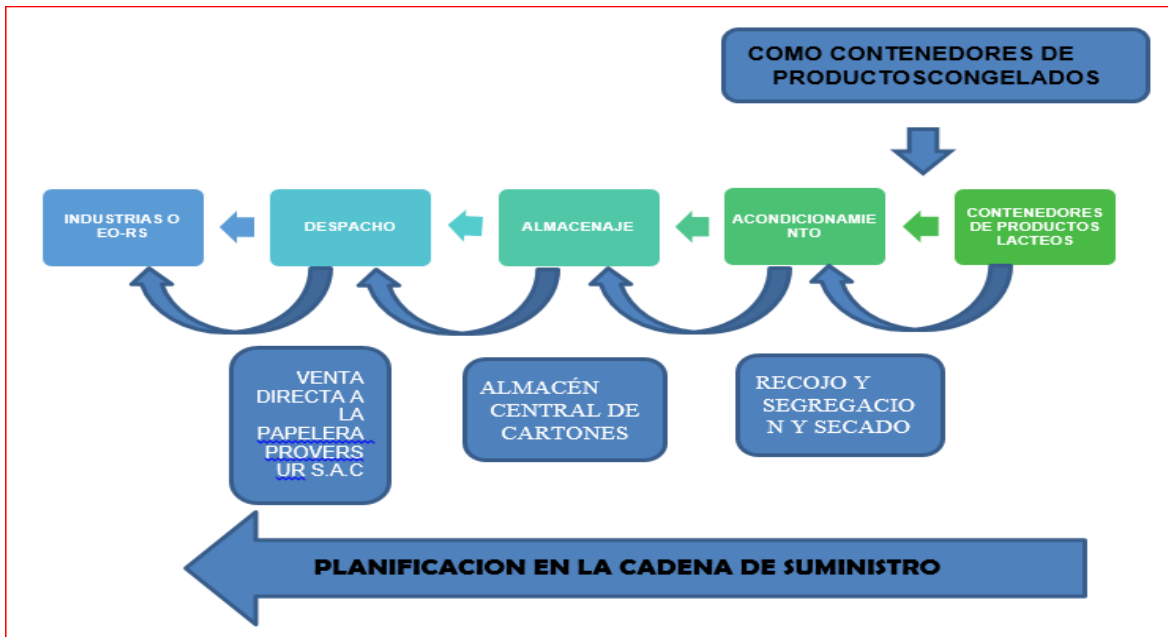 COMO CONTENEDORES DE
PRODUCTOSCONGELADOS
INDUSTRIAS O
EO-RS
DESPACHO
ALMACENAJE
ACONDICIONAMIE
NTO
CONTENEDORES
DE PRODUCTOS
LACTEOS
VENTA
DIRECTA A
LA
PAPELERA
PROVERS
UR S.A.C
ALMACÉN
CENTRAL DE
CARTONES
RECOJO Y
SEGREGACIO
N Y SECADO
PLANIFICACION EN LA CADENA DE SUMINISTRO